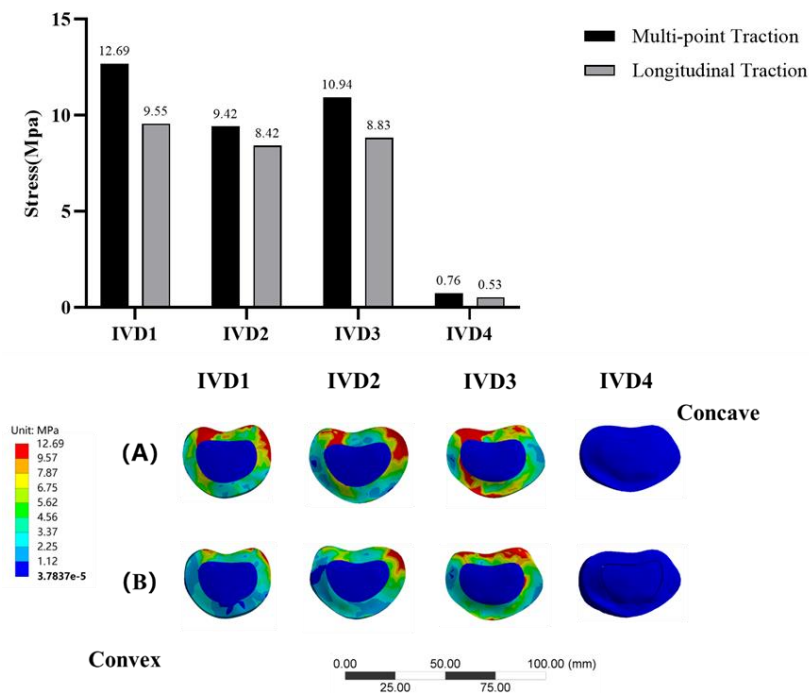 15
10
5
0
Stress(Mpa)
12.69
9.55
9.42
8.42
10.94
8.83
0.76
0.53
IVD1 IVD2 IVD3 IVD4
Multi-point Traction
Longitudinal Traction
IVD1 IVD2 IVD3 IVD4
Concave
Unit: MPa
12.69
9.57
7.87
6.75
5.62
4.56
3.37
2.25
1.12
3.7837e-5
(A)
(B)
Convex
0.00 50.00 100.00 (mm)
25.00 75.00